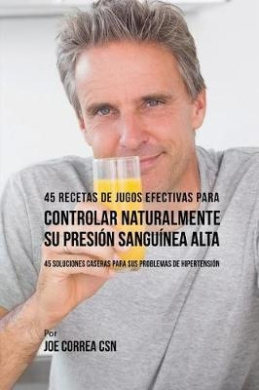 45 RECETAS DE JUGOS EFECTIVAS PARA
CONTROLAR NATURALMENTE
SU PRESIÓN SANGUÍNEA ALTA
45 SOLUCIONES CASERAS PARA SUS PROBLEMAS DE HIPERTENSIÓN
Por
JOE CORREA CSN